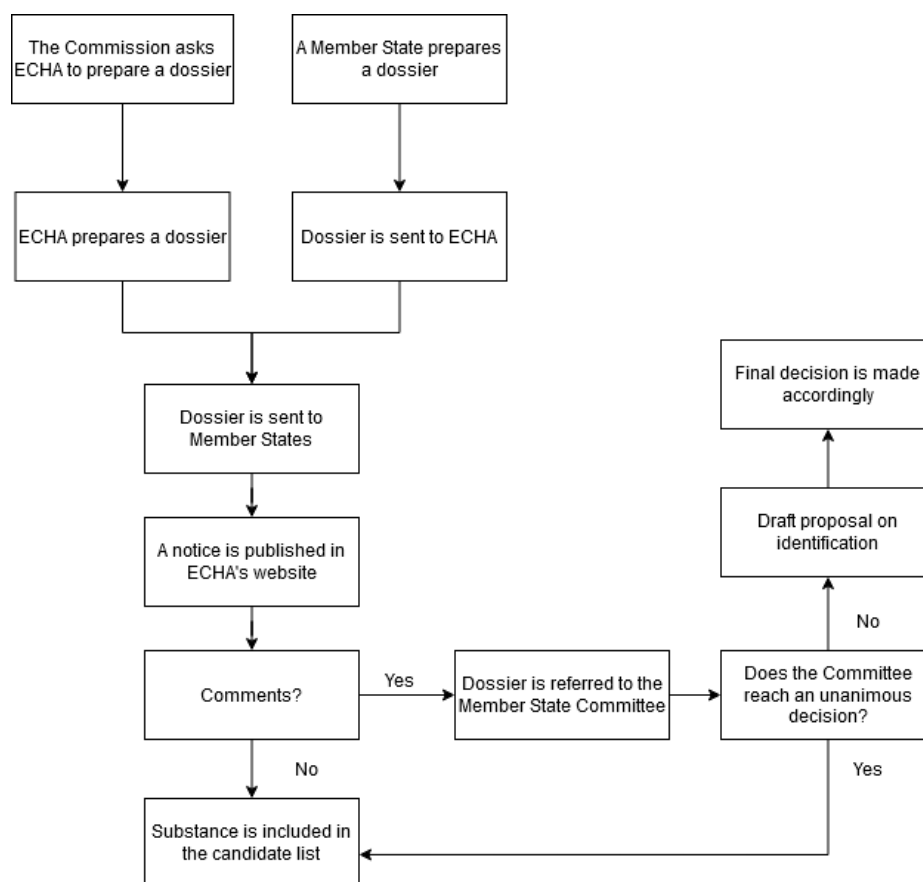 The Commission asks
ECHA to prepare a dossier
A Member State prepares
a dossier
ECHA prepares a dossier
Dossier is sent to ECHA
Dossier is sent to
Member States
A notice is published in
ECHA's website
Comments?
Yes
Dossier is referred to the
Member State Committee
Does the Committee
reach an unanimous
decision?
No
Draft proposal on
identification
Final decision is made
accordingly
Yes
No
Substance is included in
the candidate list